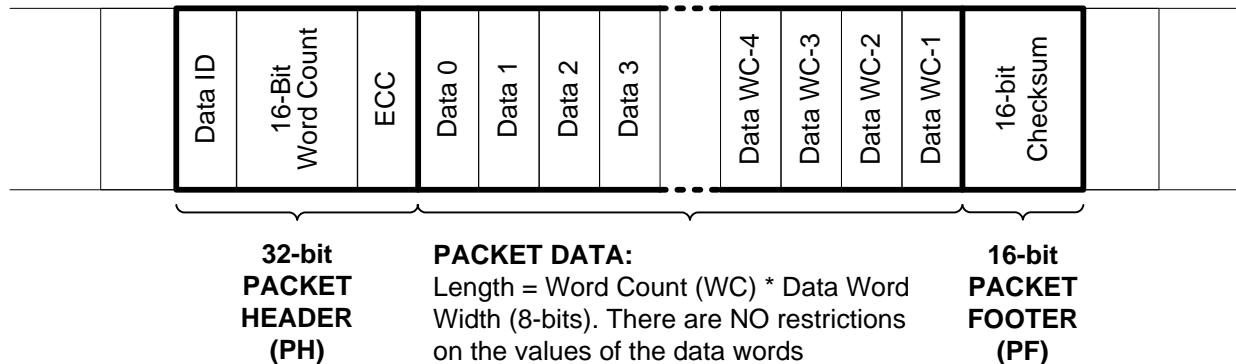 Data ID
16-Bit
Word Count
ECC
Data 0
Data 1
Data 2
Data 3
Data WC-4
Data WC-3
Data WC-2
Data WC-1
16-bit
Checksum
32-bit
PACKET
HEADER
(PH)
PACKET DATA:
Length = Word Count (WC) * Data Word
Width (8-bits). There are NO restrictions
on the values of the data words
16-bit
PACKET
FOOTER
(PF)